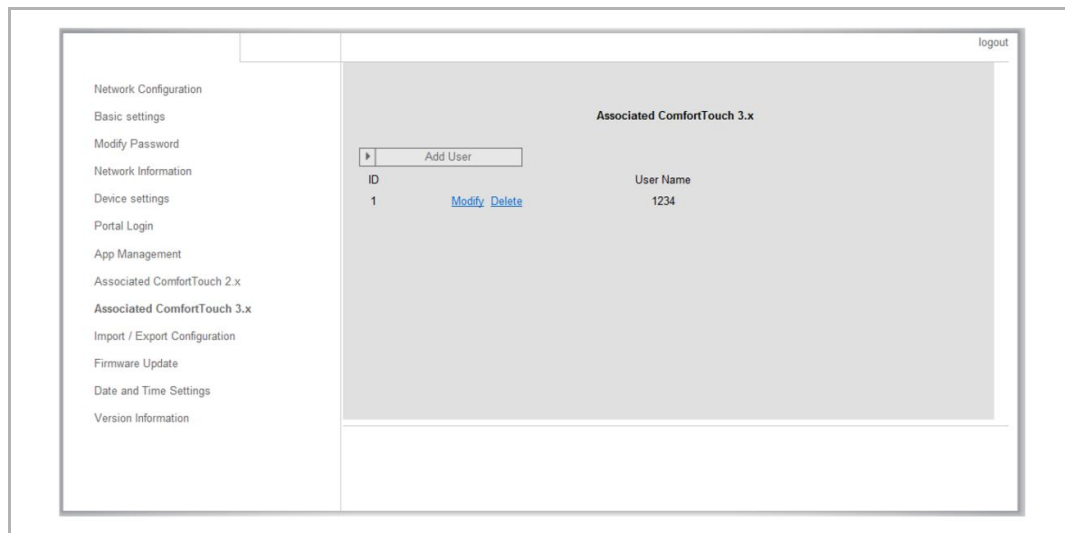 logout
Network Configuration
Basic settings
Modify Password
Network Information
Device settings
Portal Login
App Management
Associated ComfortTouch 2.x
Associated ComfortTouch 3.x
Import / Export Configuration
Firmware Update
Date and Time Settings
Version Information
Associated ComfortTouch 3.x
Add User
ID User Name
1 Modify Delete 1234